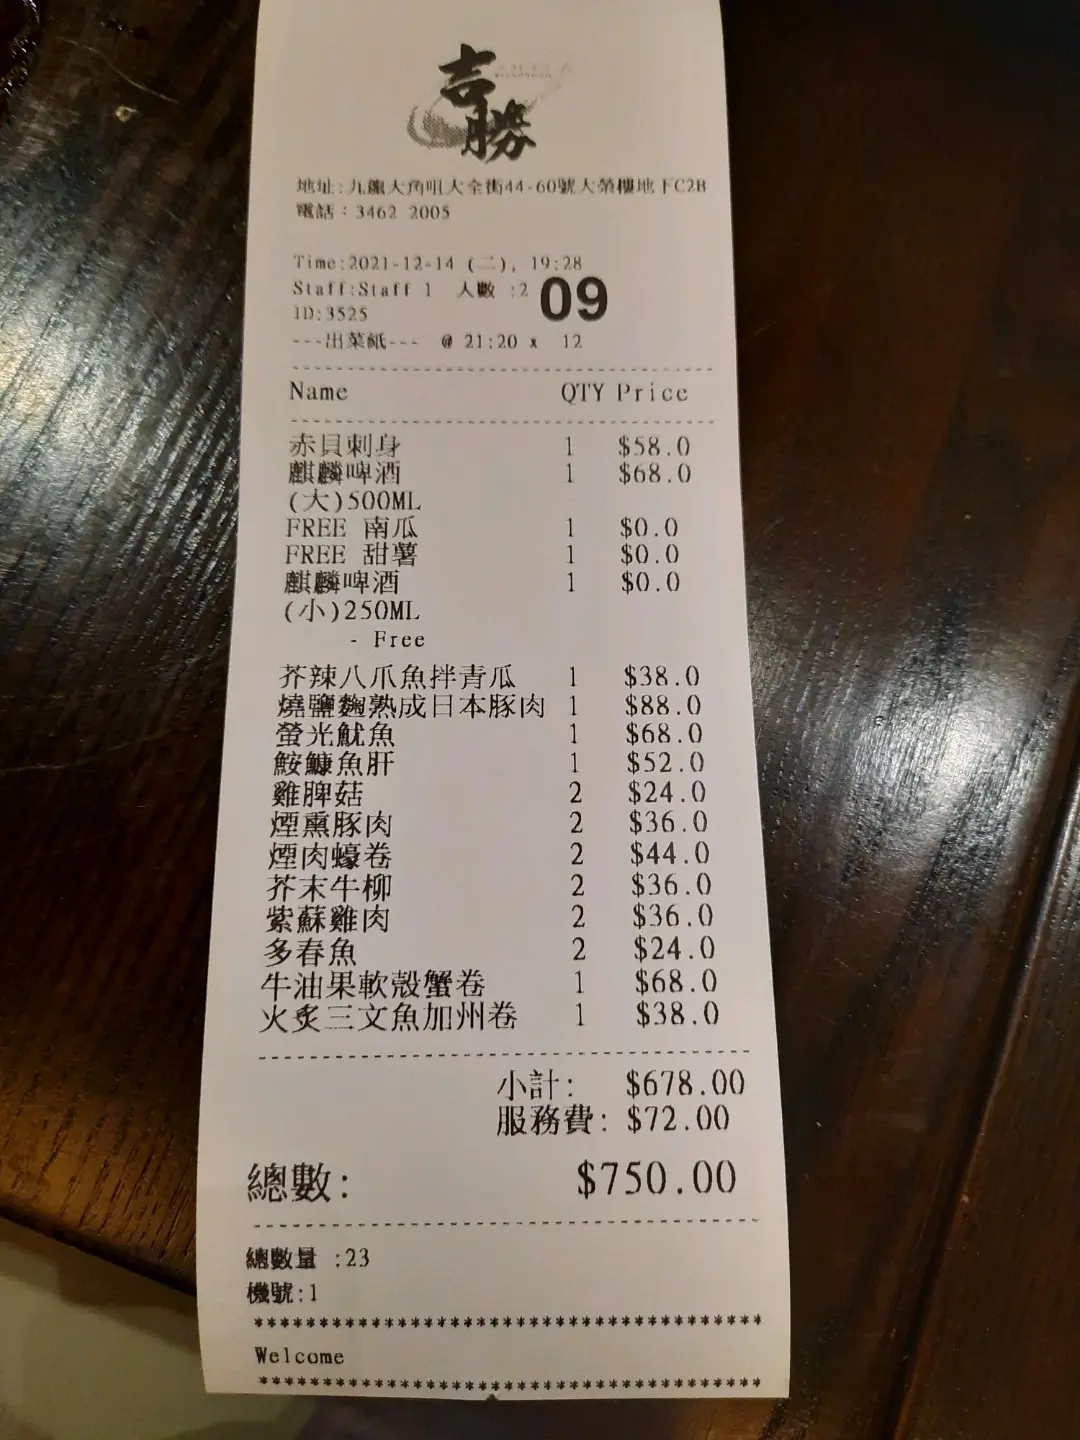 吉勝
地址:九龍大角咀大全街44-60號大榮樓地下C2B
電話:3462 2005
Time:2021-12-14 (二), 19:28
Staff:Staff 1 人數 :2 09
ID:3525
---出菜紙--- @ 21:20 x 12
Name QTY Price
赤貝刺身 1 $58.0
麒麟啤酒 1 $68.0
(大)500ML
FREE 南瓜 1 $0.0
FREE 甜薯 1 $0.0
麒麟啤酒 1 $0.0
(小)250ML
- Free
芥辣八爪魚拌青瓜 1 $38.0
燒鹽麴熟成日本豚肉 1 $88.0
螢光魷魚 1 $68.0
鮟鱇魚肝 1 $52.0
雞脾菇 2 $24.0
煙熏豚肉 2 $36.0
煙肉蠔卷 2 $44.0
芥末牛柳 2 $36.0
紫蘇雞肉 2 $36.0
多春魚 2 $24.0
牛油果軟殼蟹卷 1 $68.0
火炙三文魚加州卷 1 $38.0
小計: $678.00
服務費: $72.00
總數: $750.00
總數量 :23
機號:1
****************************************
Welcome
****************************************